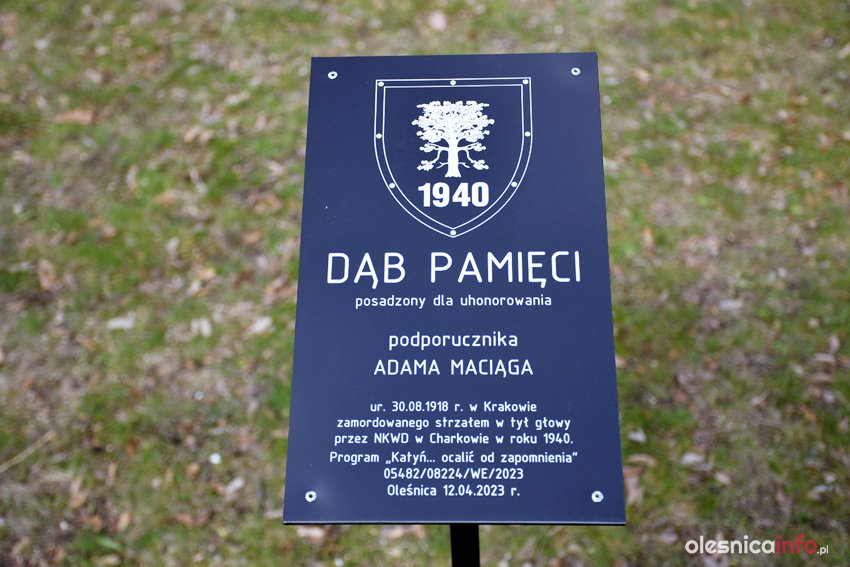 1940
DĄB PAMIĘCI
posadzony dla uhonorowania
podporucznika
ADAMA MACIĄGA
ur. 30.08.1918 r. w Krakowie
zamordowanego strzałem w tył głowy
przez NKWD w Charkowie w roku 1940.
Program „Katyń... ocalić od zapomnienia”
05482/08224/WE/2023
Oleśnica 12.04.2023 r.
olesnicainfo.pl